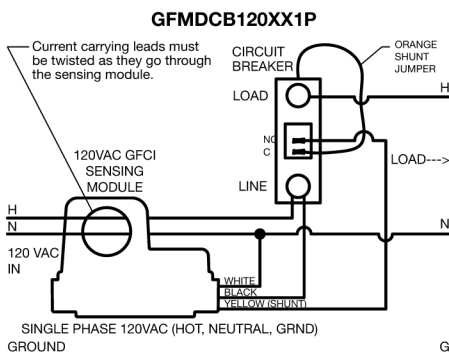 GFMDCB120XX1P
Current carrying leads must
be twisted as they go through
the sensing module.
CIRCUIT
BREAKER
ORANGE
SHUNT
JUMPER
LOAD
H
NO
C
120VAC GFCI
SENSING
MODULE
LOAD--->
LINE
H
N
N
120 VAC
IN
WHITE
BLACK
YELLOW (SHUNT)
SINGLE PHASE 120VAC (HOT, NEUTRAL, GRND)
GROUND
G